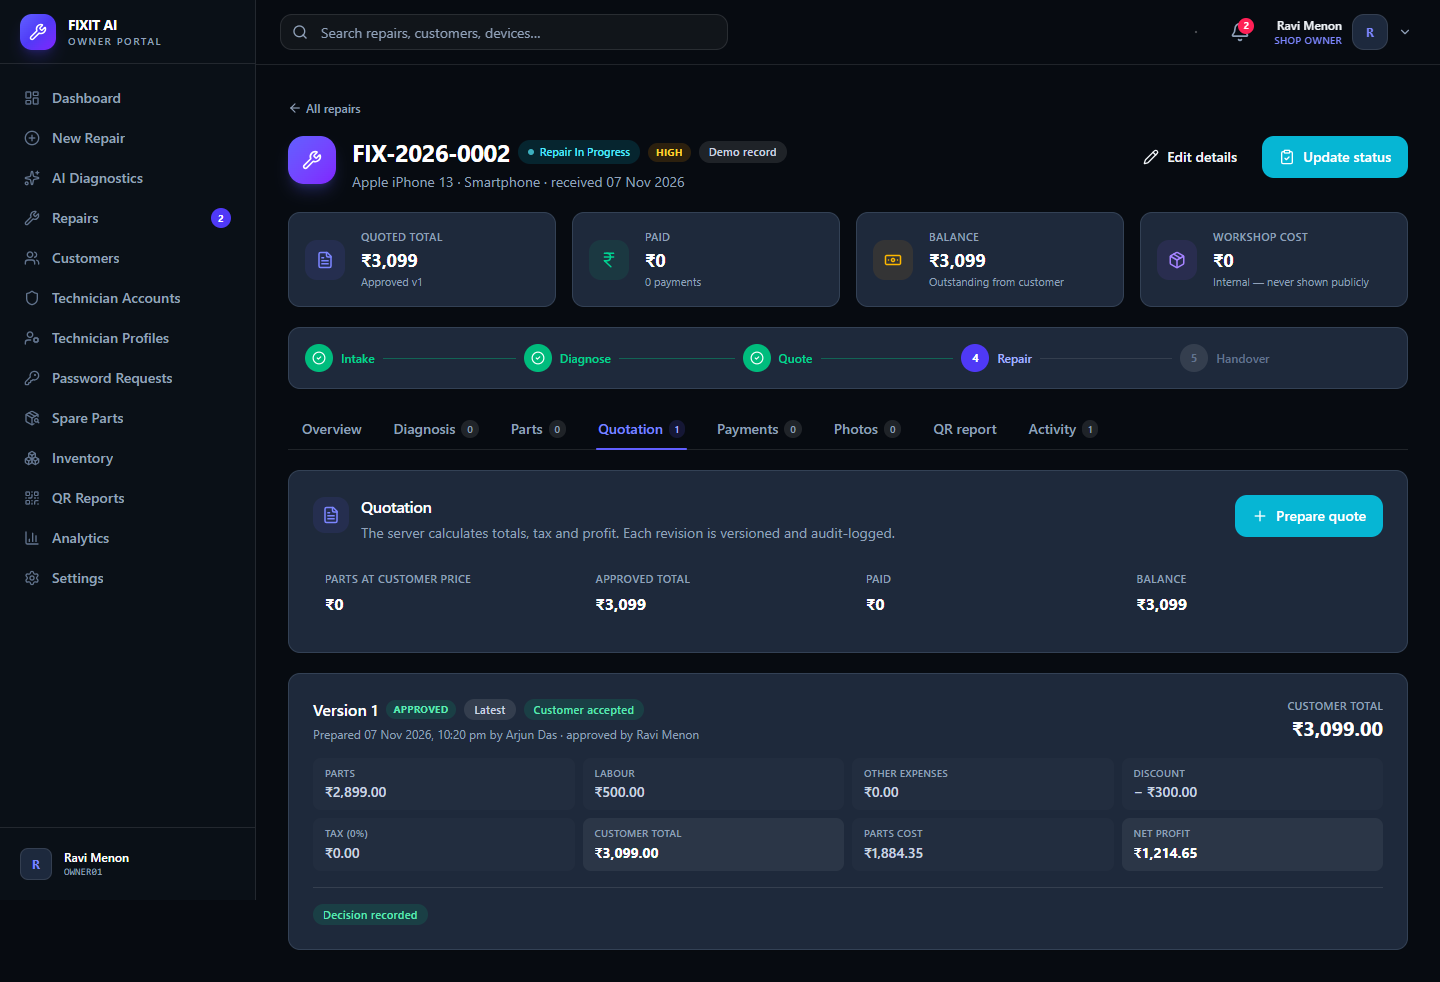 FIXIT AI
OWNER PORTAL
Dashboard
New Repair
AI Diagnostics
Repairs 2
Customers
Technician Accounts
Technician Profiles
Password Requests
Spare Parts
Inventory
QR Reports
Analytics
Settings
R Ravi Menon
OWNER01
Search repairs, customers, devices...
2
Ravi Menon
SHOP OWNER
R
← All repairs
FIX-2026-0002 Repair In Progress HIGH Demo record
Apple iPhone 13 · Smartphone · received 07 Nov 2026
Edit details
Update status
QUOTED TOTAL
₹3,099
Approved v1
PAID
₹0
0 payments
BALANCE
₹3,099
Outstanding from customer
WORKSHOP COST
₹0
Internal — never shown publicly
Intake Diagnose Quote 4 Repair 5 Handover
Overview Diagnosis 0 Parts 0 Quotation 1 Payments 0 Photos 0 QR report Activity 1
Quotation
The server calculates totals, tax and profit. Each revision is versioned and audit-logged.
+ Prepare quote
PARTS AT CUSTOMER PRICE
₹0
APPROVED TOTAL
₹3,099
PAID
₹0
BALANCE
₹3,099
Version 1 APPROVED Latest Customer accepted
Prepared 07 Nov 2026, 10:20 pm by Arjun Das · approved by Ravi Menon
CUSTOMER TOTAL
₹3,099.00
PARTS
₹2,899.00
LABOUR
₹500.00
OTHER EXPENSES
₹0.00
DISCOUNT
− ₹300.00
TAX (0%)
₹0.00
CUSTOMER TOTAL
₹3,099.00
PARTS COST
₹1,884.35
NET PROFIT
₹1,214.65
Decision recorded